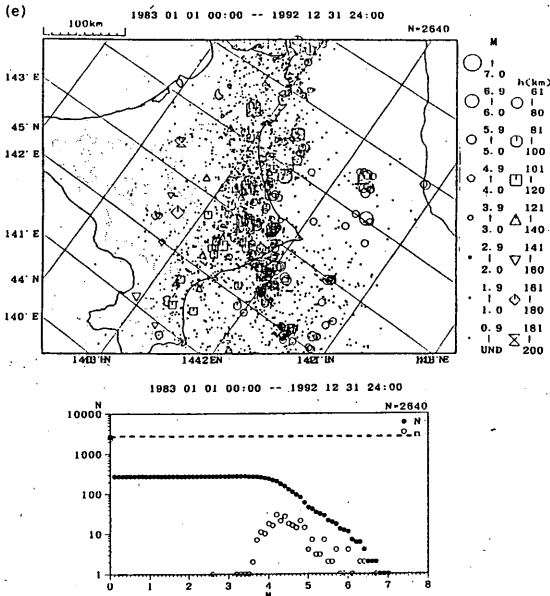 (e)
1983 01 01 00:00 -- 1992 12 31 24:00
100km
N=2640
M
7.0
h(km)
6.9 61
6.0 80
5.9 81
5.0 100
4.9 101
4.0 120
3.9 121
3.0 140
2.9 141
2.0 160
1.9 161
1.0 180
0.9 181
UND 200
143°E
45°N
142°E
141°E
44°N
140°E
1983 01 01 00:00 -- 1992 12 31 24:00
N N=2640
N
n
10000
1000
100
10
1
0 1 2 3 4 5 6 7 8
M